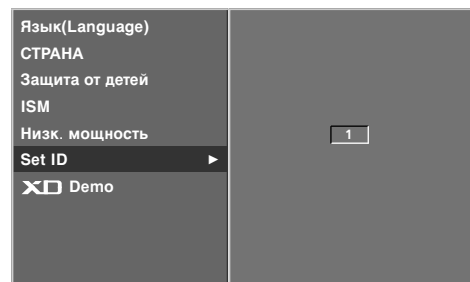 Язык(Language)
СТРАНА
Защита от детей
ISM
Низк. мощность
1
Set ID ►
XD Demo